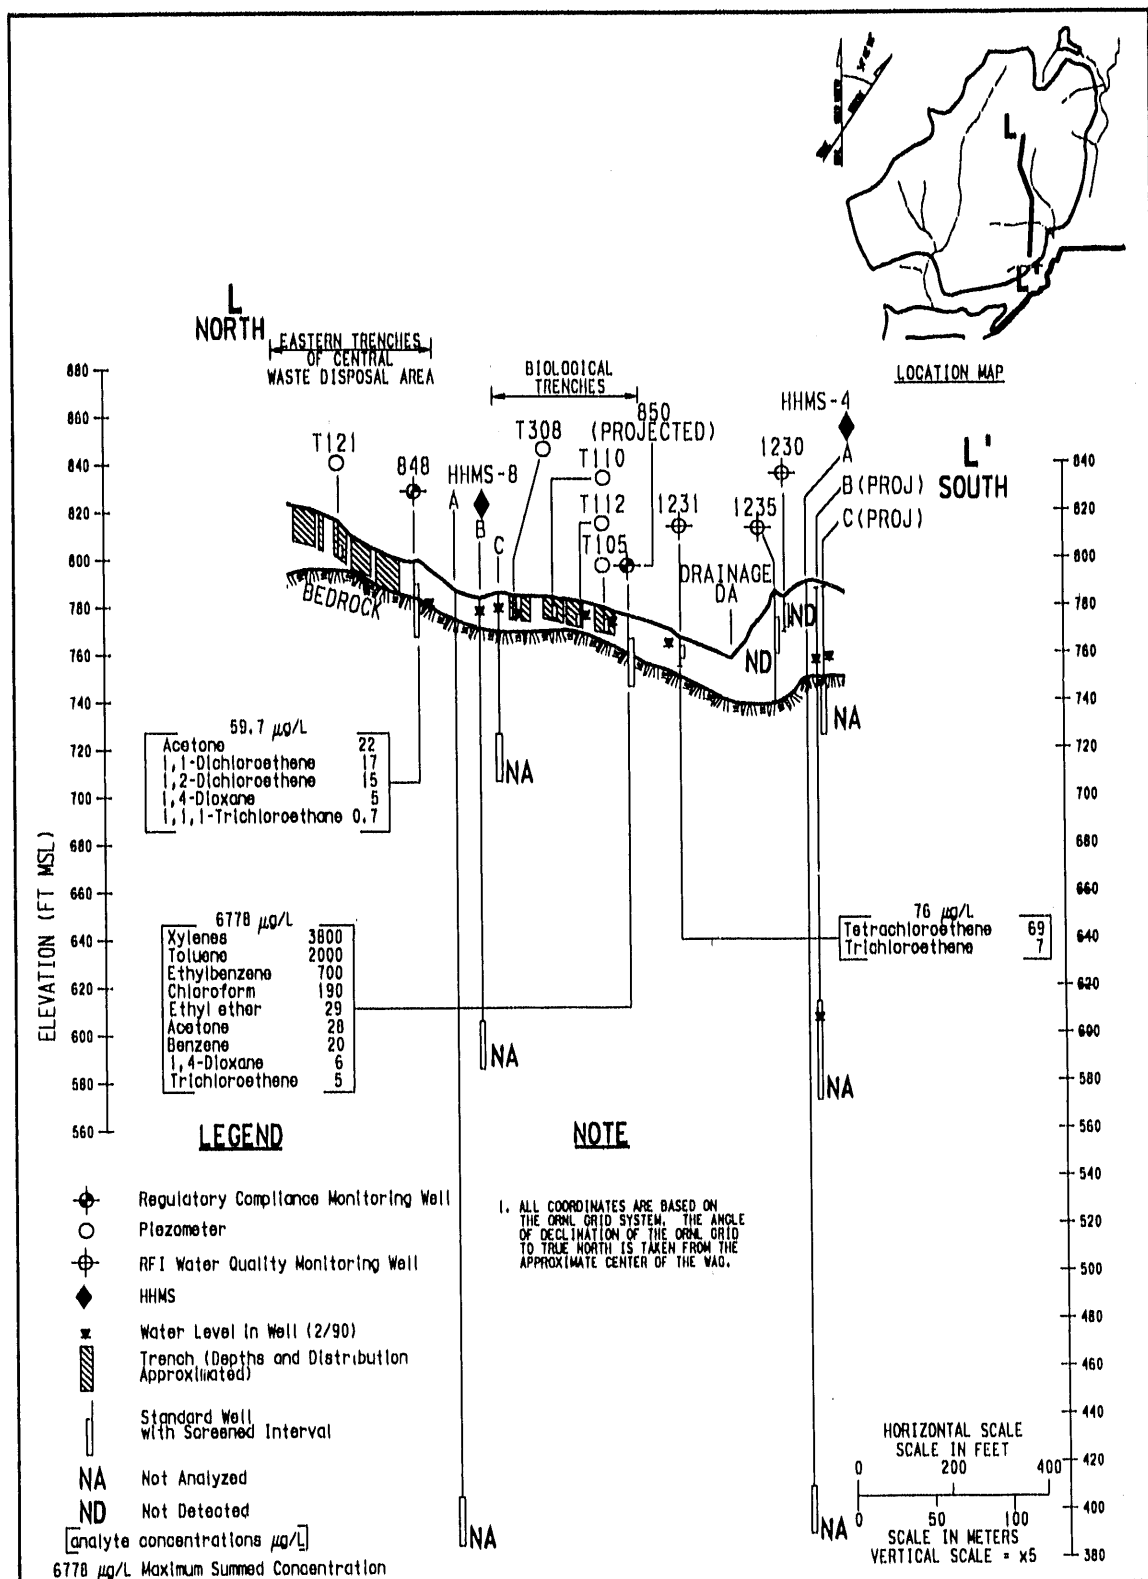 L
L'
LOCATION MAP
L
NORTH
EASTERN TRENCHES
OF CENTRAL
WASTE DISPOSAL AREA
BIOLOGICAL
TRENCHES
850
(PROJECTED)
HHMS-4
A
B (PROJ)
C (PROJ)
L'
SOUTH
T121
848
HHMS-8
A
B
C
T308
T110
T112
T105
1231
1235
1230
DRAINAGE
DA
BEDROCK
ND
ND
NA
NA
NA
NA
NA
NA
ELEVATION (FT MSL)
880
860
840
820
800
780
760
740
720
700
680
660
640
620
600
580
560
840
820
800
780
760
740
720
700
680
660
640
620
600
580
560
540
520
500
480
460
440
420
400
380
59.7 µg/L
Acetone 22
1,1-Dichloroethene 17
1,2-Dichloroethene 15
1,4-Dioxane 5
1,1,1-Trichloroethane 0.7
6778 µg/L
Xylenes 3800
Toluene 2000
Ethylbenzene 700
Chloroform 190
Ethyl ether 29
Acetone 28
Benzene 20
1,4-Dioxane 6
Trichloroethene 5
76 µg/L
Tetrachloroethene 69
Trichloroethene 7
LEGEND
Regulatory Compliance Monitoring Well
Piezometer
RFI Water Quality Monitoring Well
HHMS
Water Level in Well (2/90)
Trench (Depths and Distribution
Approximated)
Standard Well
with Screened Interval
NA Not Analyzed
ND Not Detected
[analyte concentrations µg/L]
6778 µg/L Maximum Summed Concentration
NOTE
1. ALL COORDINATES ARE BASED ON
THE ORNL GRID SYSTEM. THE ANGLE
OF DECLINATION OF THE ORNL GRID
TO TRUE NORTH IS TAKEN FROM THE
APPROXIMATE CENTER OF THE WAG.
HORIZONTAL SCALE
SCALE IN FEET
0 200 400
0 50 100
SCALE IN METERS
VERTICAL SCALE = x5